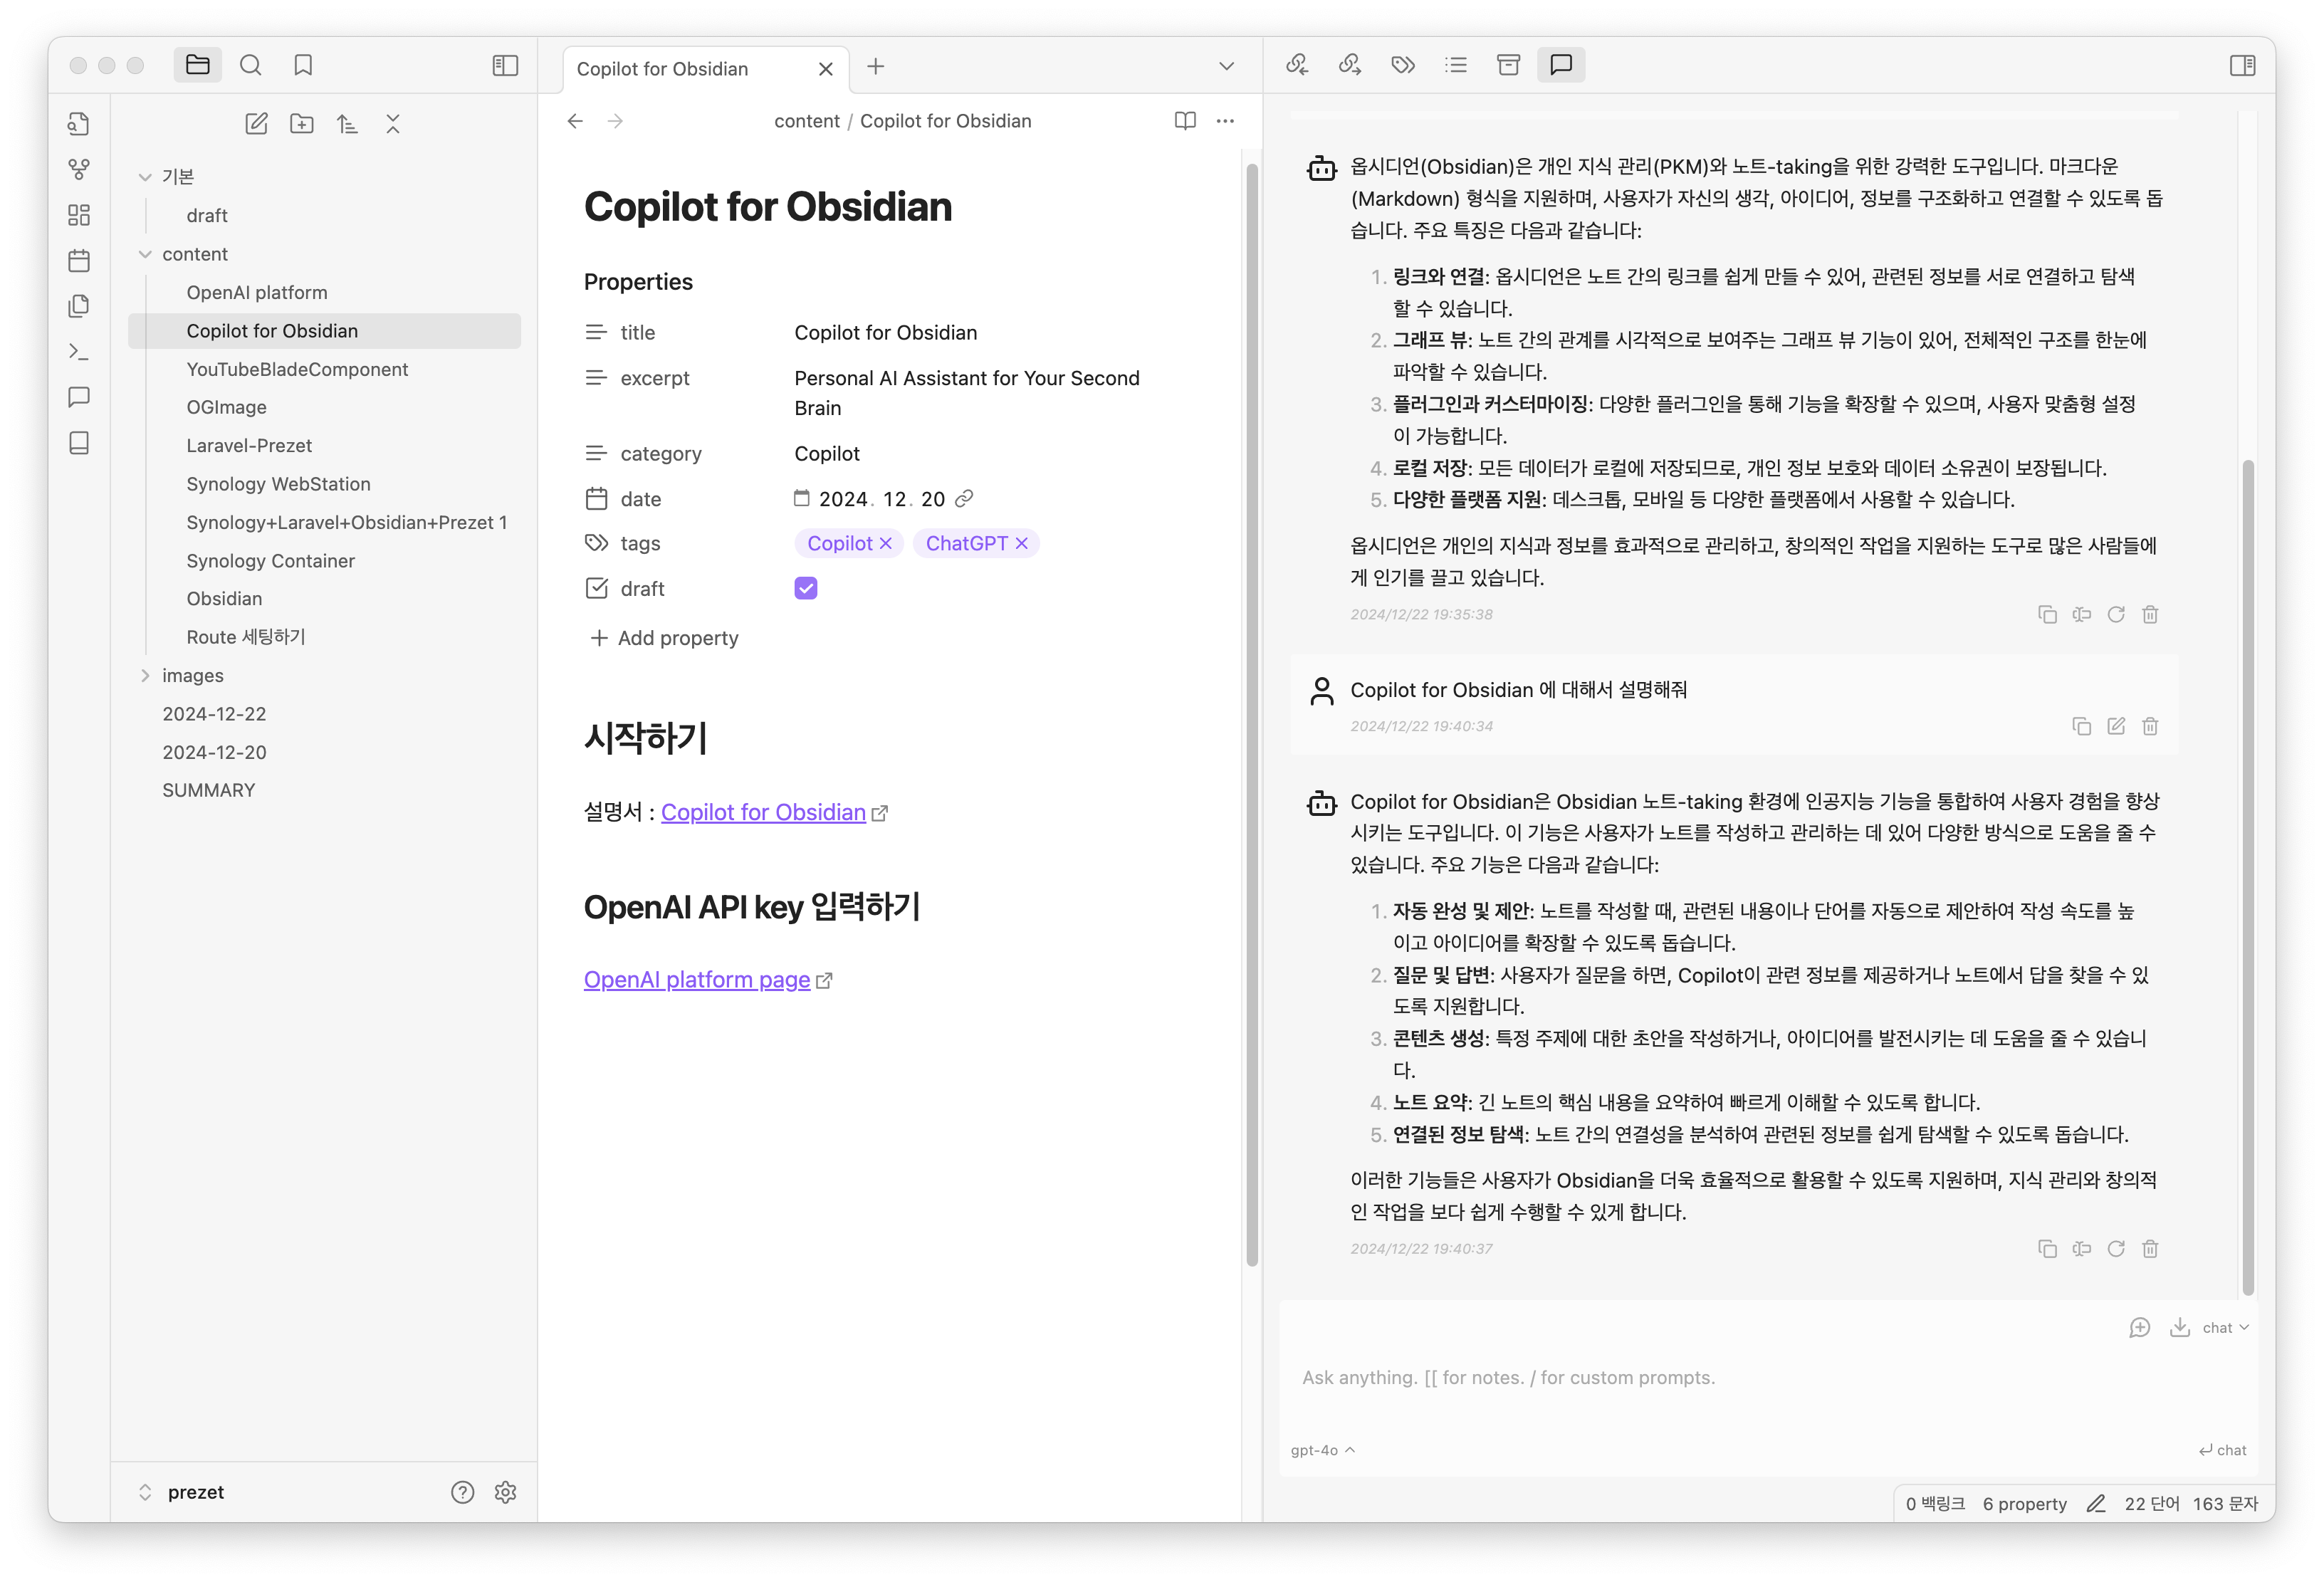 Copilot for Obsidian
content / Copilot for Obsidian
기본
draft
content
OpenAI platform
Copilot for Obsidian
YouTubeBladeComponent
OGImage
Laravel-Prezet
Synology WebStation
Synology+Laravel+Obsidian+Prezet 1
Synology Container
Obsidian
Route 세팅하기
images
2024-12-22
2024-12-20
SUMMARY
prezet
Copilot for Obsidian
Properties
title Copilot for Obsidian
excerpt Personal AI Assistant for Your Second
Brain
category Copilot
date 2024. 12. 20
tags Copilot ChatGPT
draft
Add property
시작하기
설명서 : Copilot for Obsidian
OpenAI API key 입력하기
OpenAI platform page
옵시디언(Obsidian)은 개인 지식 관리(PKM)와 노트-taking을 위한 강력한 도구입니다. 마크다운
(Markdown) 형식을 지원하며, 사용자가 자신의 생각, 아이디어, 정보를 구조화하고 연결할 수 있도록 돕
습니다. 주요 특징은 다음과 같습니다:
1. 링크와 연결: 옵시디언은 노트 간의 링크를 쉽게 만들 수 있어, 관련된 정보를 서로 연결하고 탐색
할 수 있습니다.
2. 그래프 뷰: 노트 간의 관계를 시각적으로 보여주는 그래프 뷰 기능이 있어, 전체적인 구조를 한눈에
파악할 수 있습니다.
3. 플러그인과 커스터마이징: 다양한 플러그인을 통해 기능을 확장할 수 있으며, 사용자 맞춤형 설정
이 가능합니다.
4. 로컬 저장: 모든 데이터가 로컬에 저장되므로, 개인 정보 보호와 데이터 소유권이 보장됩니다.
5. 다양한 플랫폼 지원: 데스크톱, 모바일 등 다양한 플랫폼에서 사용할 수 있습니다.
옵시디언은 개인의 지식과 정보를 효과적으로 관리하고, 창의적인 작업을 지원하는 도구로 많은 사람들에
게 인기를 끌고 있습니다.
2024/12/22 19:35:38
Copilot for Obsidian 에 대해서 설명해줘
2024/12/22 19:40:34
Copilot for Obsidian은 Obsidian 노트-taking 환경에 인공지능 기능을 통합하여 사용자 경험을 향상
시키는 도구입니다. 이 기능은 사용자가 노트를 작성하고 관리하는 데 있어 다양한 방식으로 도움을 줄 수
있습니다. 주요 기능은 다음과 같습니다:
1. 자동 완성 및 제안: 노트를 작성할 때, 관련된 내용이나 단어를 자동으로 제안하여 작성 속도를 높
이고 아이디어를 확장할 수 있도록 돕습니다.
2. 질문 및 답변: 사용자가 질문을 하면, Copilot이 관련 정보를 제공하거나 노트에서 답을 찾을 수 있
도록 지원합니다.
3. 콘텐츠 생성: 특정 주제에 대한 초안을 작성하거나, 아이디어를 발전시키는 데 도움을 줄 수 있습니
다.
4. 노트 요약: 긴 노트의 핵심 내용을 요약하여 빠르게 이해할 수 있도록 합니다.
5. 연결된 정보 탐색: 노트 간의 연결성을 분석하여 관련된 정보를 쉽게 탐색할 수 있도록 돕습니다.
이러한 기능들은 사용자가 Obsidian을 더욱 효율적으로 활용할 수 있도록 지원하며, 지식 관리와 창의적
인 작업을 보다 쉽게 수행할 수 있게 합니다.
2024/12/22 19:40:37
chat
Ask anything. [[ for notes. / for custom prompts.
gpt-4o
chat
0 백링크 6 property 22 단어 163 문자